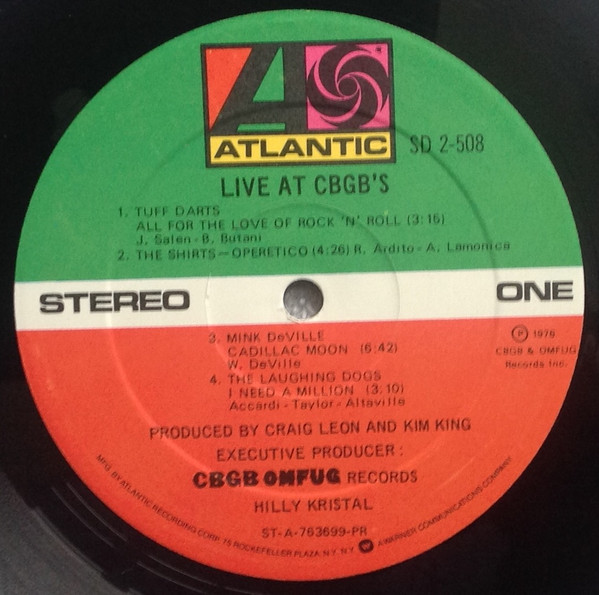 ATLANTIC
SD 2-508
LIVE AT CBGB'S
1. TUFF DARTS
ALL FOR THE LOVE OF ROCK 'N' ROLL (3:15)
J. Salen-B. Butani
2. THE SHIRTS—OPERETICO (4:26) R. Ardito-A. Lamonica
STEREO
ONE
3. MINK DeVILLE
CADILLAC MOON (6:42)
W. DeVille
4. THE LAUGHING DOGS
I NEED A MILLION (3:10)
Accardi-Taylor-Altaville
℗ 1976
CBGB & OMFUG
Records Inc.
PRODUCED BY CRAIG LEON AND KIM KING
EXECUTIVE PRODUCER:
CBGB OMFUG RECORDS
HILLY KRISTAL
ST-A-763699-PR
MFG. BY ATLANTIC RECORDING CORP. 75 ROCKEFELLER PLAZA, N.Y. N.Y. A WARNER COMMUNICATIONS COMPANY